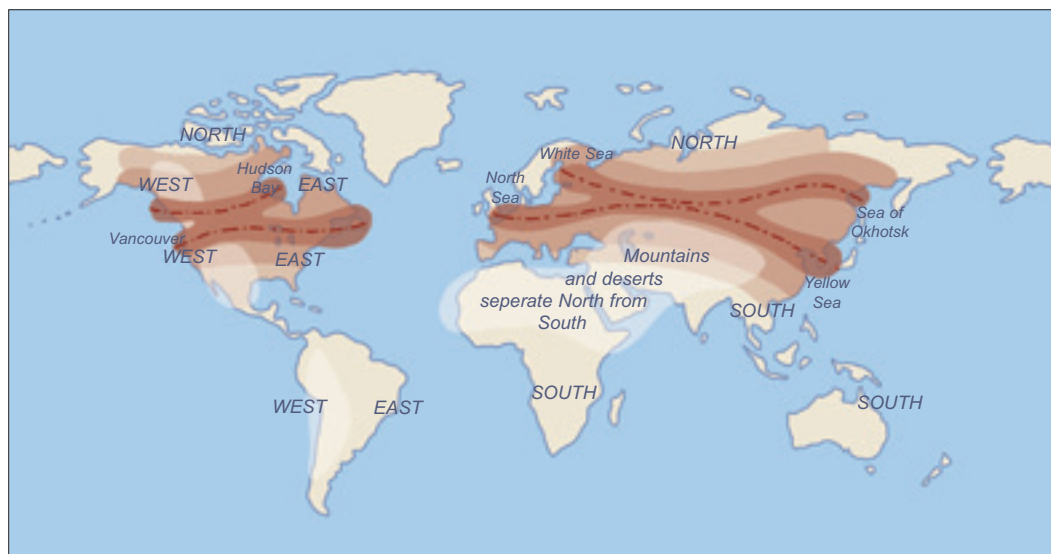 NORTH
Hudson
Bay
WEST
EAST
Vancouver
WEST
EAST
WEST
EAST
White Sea
NORTH
North
Sea
Sea of
Okhotsk
Mountains
and deserts
seperate North from
South
Yellow
Sea
SOUTH
SOUTH
SOUTH